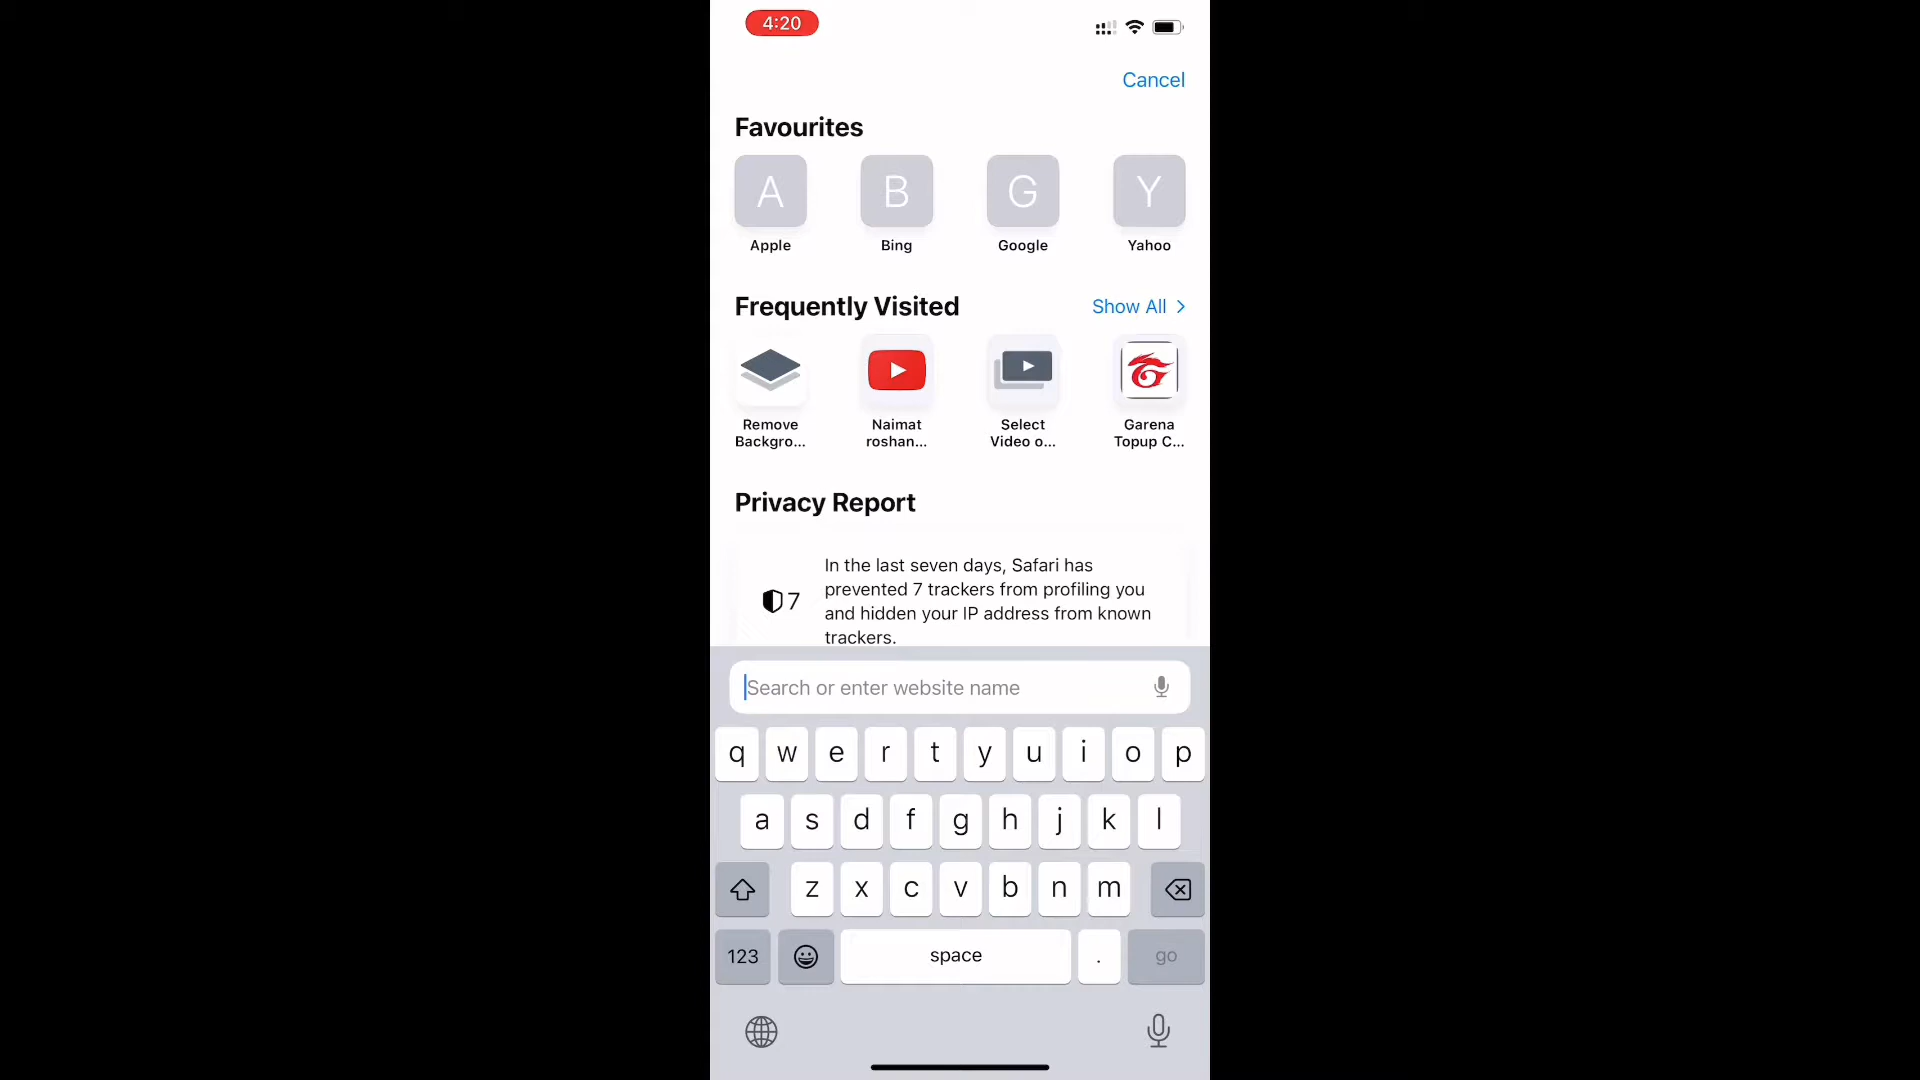 4:20
Cancel
Favourites
A B G Y
Apple Bing Google Yahoo
Frequently Visited Show All
Remove Naimat Select Garena
Backgro... roshan... Video o... Topup C...
Privacy Report
In the last seven days, Safari has
7 prevented 7 trackers from profiling you
and hidden your IP address from known
trackers.
Search or enter website name
q w e r t y u i o p
a s d f g h j k l
z x c v b n m
123 space . go